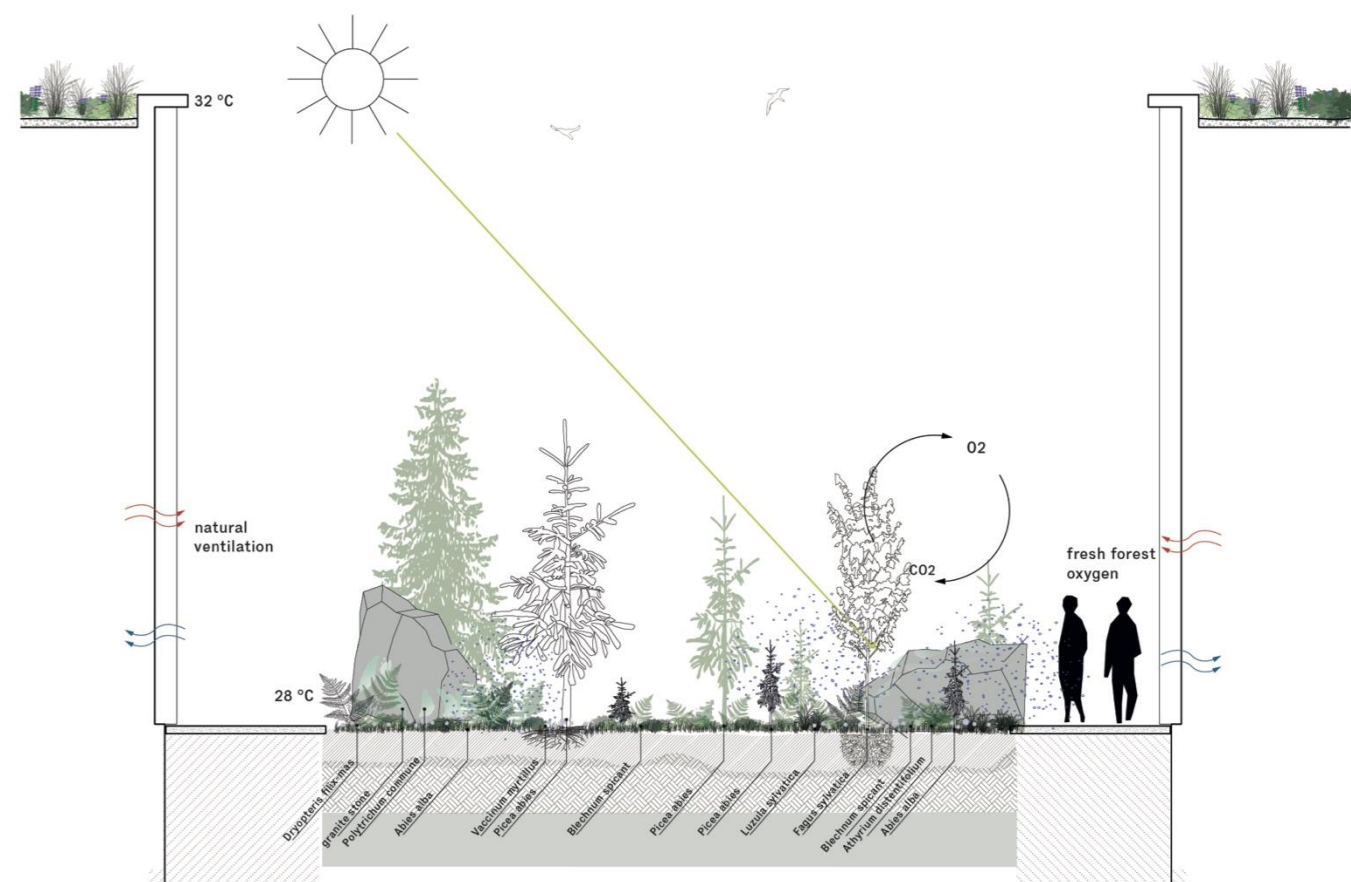 32 °C
O2
natural
ventilation
CO2
fresh forest
oxygen
28 °C
Dryopteris filix-mas
granite stone
Polytrichum commune
Abies alba
Vaccinum myrtillus
Picea abies
Blechnum spicant
Picea abies
Picea abies
Luzula sylvatica
Fagus sylvatica
Blechnum spicant
Athyrium distentifolium
Abies alba